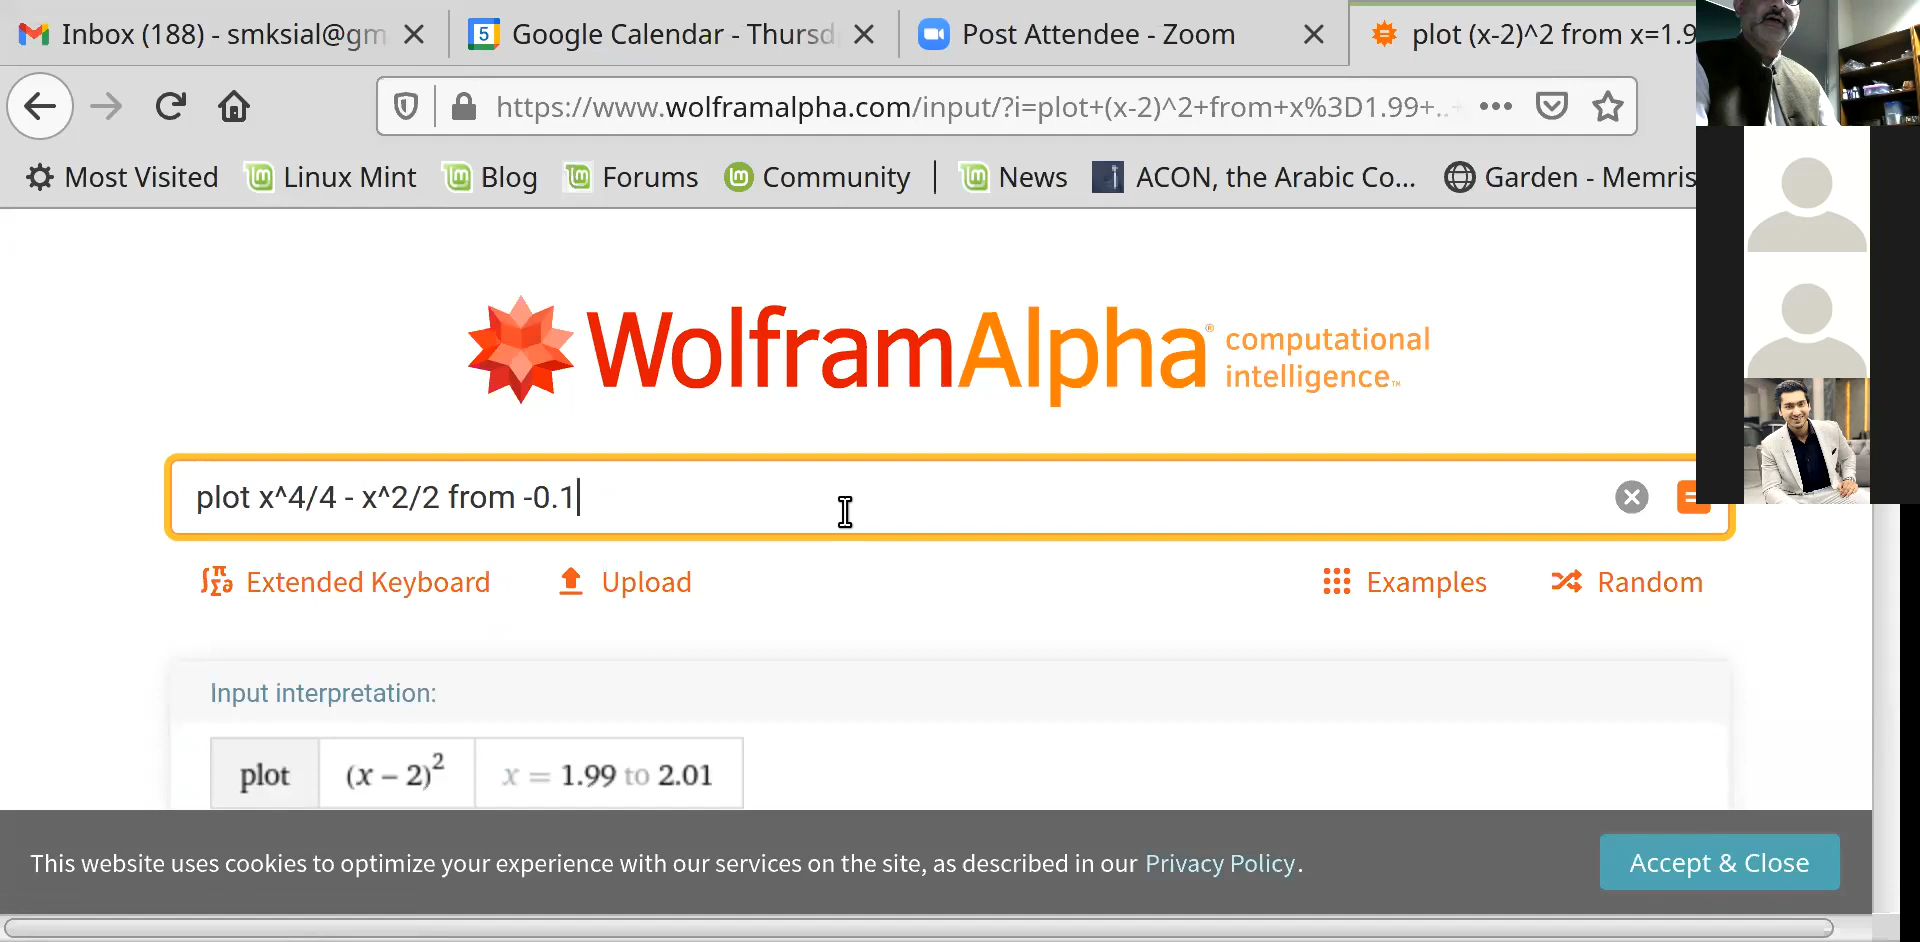 Inbox (188) - smksial@gm
5
Google Calendar - Thursd
Post Attendee - Zoom
plot (x-2)^2 from x=1.9
https://www.wolframalpha.com/input/?i=plot+(x-2)^2+from+x%3D1.99+..
Most Visited
Linux Mint
Blog
Forums
Community
News
ACON, the Arabic Co...
Garden - Memris
WolframAlpha® computational intelligence™
plot x^4/4 - x^2/2 from -0.1
Extended Keyboard
Upload
Examples
Random
Input interpretation:
plot (x − 2)² x = 1.99 to 2.01
This website uses cookies to optimize your experience with our services on the site, as described in our Privacy Policy.
Accept & Close